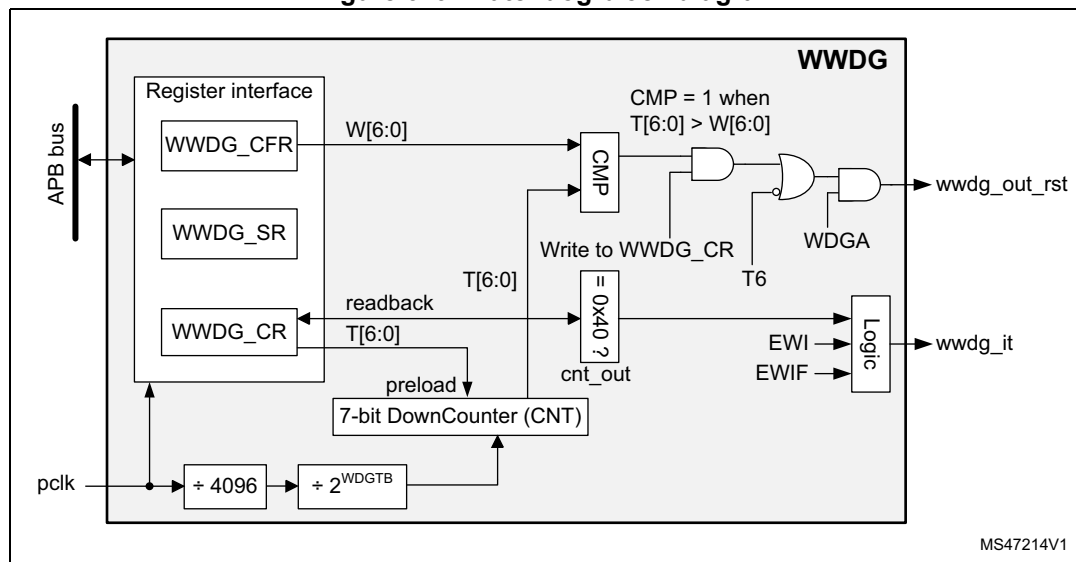 WWDG
Register interface
CMP = 1 when
T[6:0] > W[6:0]
APB bus
WWDG_CFR
W[6:0]
CMP
wwdg_out_rst
WWDG_SR
Write to WWDG_CR
WDGA
T6
T[6:0]
readback
= 0x40 ?
WWDG_CR
T[6:0]
Logic
EWI
wwdg_it
cnt_out
EWIF
preload
7-bit DownCounter (CNT)
pclk
÷ 4096
÷ 2^WDGTB
MS47214V1